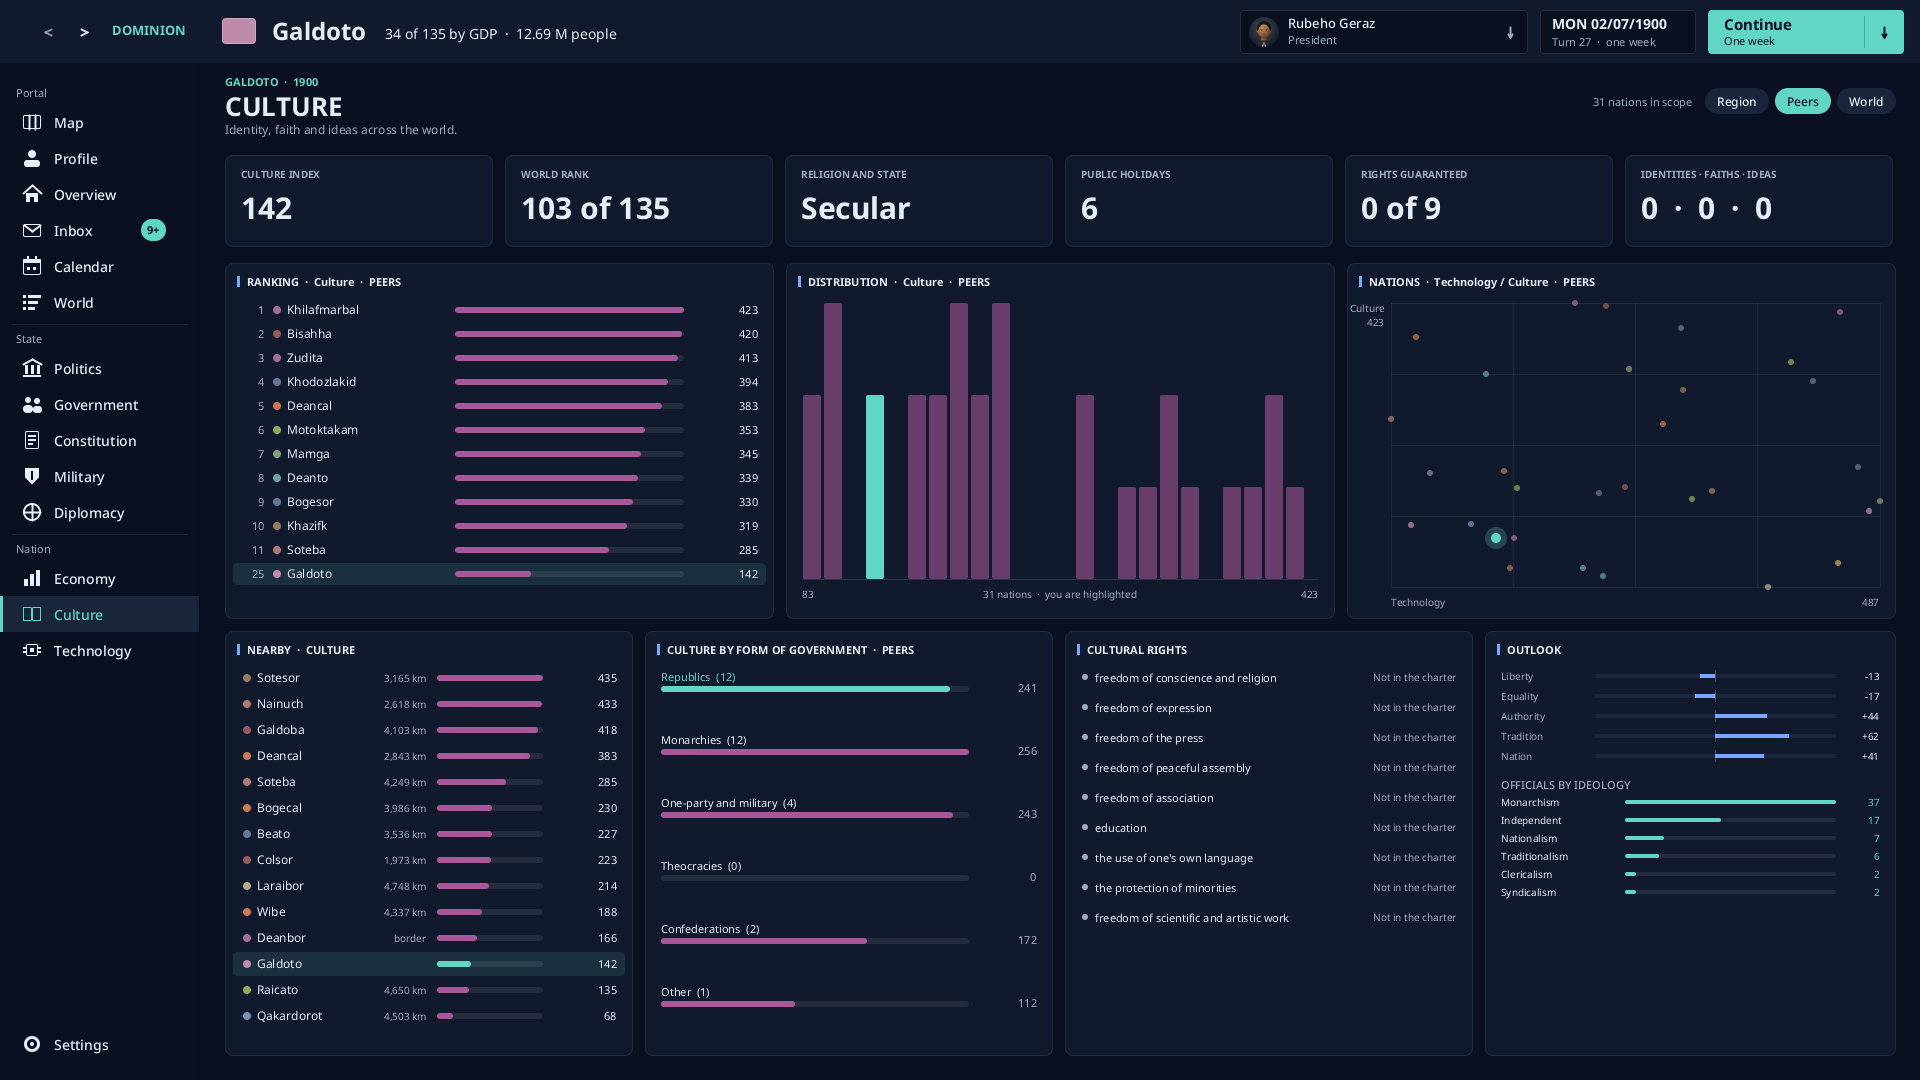 < > DOMINION
Galdoto 34 of 135 by GDP · 12.69 M people
Rubeho Geraz
President
MON 02/07/1900
Turn 27 · one week
Continue
One week
Portal
Map
Profile
Overview
Inbox 9+
Calendar
World
State
Politics
Government
Constitution
Military
Diplomacy
Nation
Economy
Culture
Technology
Settings
GALDOTO · 1900
CULTURE
Identity, faith and ideas across the world.
31 nations in scope Region Peers World
CULTURE INDEX
142
WORLD RANK
103 of 135
RELIGION AND STATE
Secular
PUBLIC HOLIDAYS
6
RIGHTS GUARANTEED
0 of 9
IDENTITIES · FAITHS · IDEAS
0 · 0 · 0
RANKING · Culture · PEERS
1 Khilafmarbal 423
2 Bisahha 420
3 Zudita 413
4 Khodozlakid 394
5 Deancal 383
6 Motoktakam 353
7 Mamga 345
8 Deanto 339
9 Bogesor 330
10 Khazifk 319
11 Soteba 285
25 Galdoto 142
DISTRIBUTION · Culture · PEERS
83 31 nations · you are highlighted 423
NATIONS · Technology / Culture · PEERS
Culture
423
Technology 487
NEARBY · CULTURE
Sotesor 3,165 km 435
Nainuch 2,618 km 433
Galdoba 4,103 km 418
Deancal 2,843 km 383
Soteba 4,249 km 285
Bogecal 3,986 km 230
Beato 3,536 km 227
Colsor 1,973 km 223
Laraibor 4,748 km 214
Wibe 4,337 km 188
Deanbor border 166
Galdoto 142
Raicato 4,650 km 135
Qakardorot 4,503 km 68
CULTURE BY FORM OF GOVERNMENT · PEERS
Republics (12)
241
Monarchies (12)
256
One-party and military (4)
243
Theocracies (0)
0
Confederations (2)
172
Other (1)
112
CULTURAL RIGHTS
freedom of conscience and religion Not in the charter
freedom of expression Not in the charter
freedom of the press Not in the charter
freedom of peaceful assembly Not in the charter
freedom of association Not in the charter
education Not in the charter
the use of one's own language Not in the charter
the protection of minorities Not in the charter
freedom of scientific and artistic work Not in the charter
OUTLOOK
Liberty -13
Equality -17
Authority +44
Tradition +62
Nation +41
OFFICIALS BY IDEOLOGY
Monarchism 37
Independent 17
Nationalism 7
Traditionalism 6
Clericalism 2
Syndicalism 2